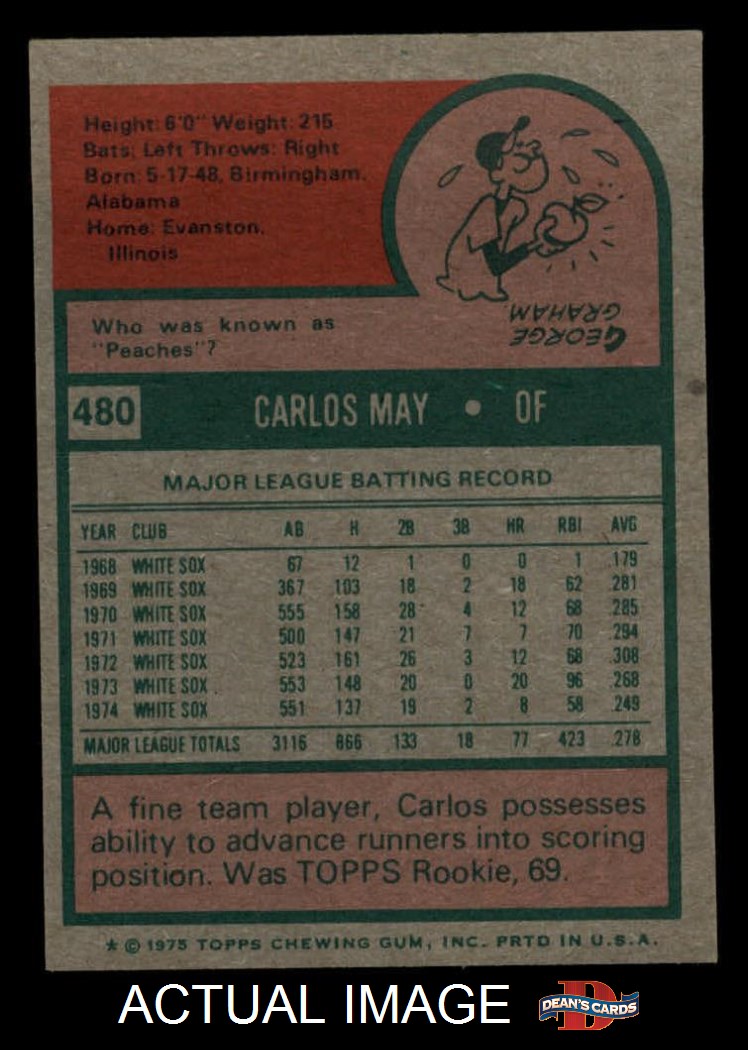 Height: 6'0" Weight: 215
Bats: Left Throws: Right
Born: 5-17-48, Birmingham,
Alabama
Home: Evanston,
Illinois
Who was known as
"Peaches"?
GEORGE
GRAHAM
480 CARLOS MAY • OF
MAJOR LEAGUE BATTING RECORD
YEAR CLUB AB H 2B 3B HR RBI AVG
1968 WHITE SOX 67 12 1 0 0 1 .179
1969 WHITE SOX 367 103 18 2 18 62 .281
1970 WHITE SOX 555 158 28 4 12 68 .285
1971 WHITE SOX 500 147 21 7 7 70 .294
1972 WHITE SOX 523 161 26 3 12 68 .308
1973 WHITE SOX 553 148 20 0 20 96 .268
1974 WHITE SOX 551 137 19 2 8 58 .249
MAJOR LEAGUE TOTALS 3116 866 133 18 77 423 .278
A fine team player, Carlos possesses
ability to advance runners into scoring
position. Was TOPPS Rookie, 69.
* © 1975 TOPPS CHEWING GUM, INC. PRTD IN U.S.A.
ACTUAL IMAGE
DEAN'S CARDS